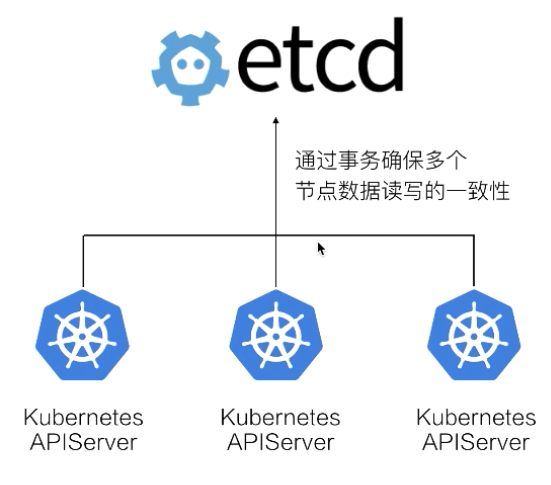 etcd
通过事务确保多个
节点数据读写的一致性
Kubernetes
APIServer
Kubernetes
APIServer
Kubernetes
APIServer